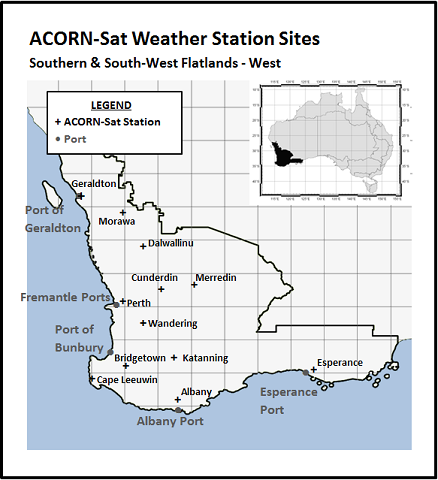 ACORN-Sat Weather Station Sites
Southern & South-West Flatlands - West
LEGEND
+ ACORN-Sat Station
Port
Geraldton
Port of
Geraldton
Morawa
Dalwallinu
Cunderdin
Merredin
Fremantle Ports
Perth
Wandering
Port of
Bunbury
Bridgetown
Katanning
Cape Leeuwin
Esperance
Albany
Esperance
Port
Albany Port